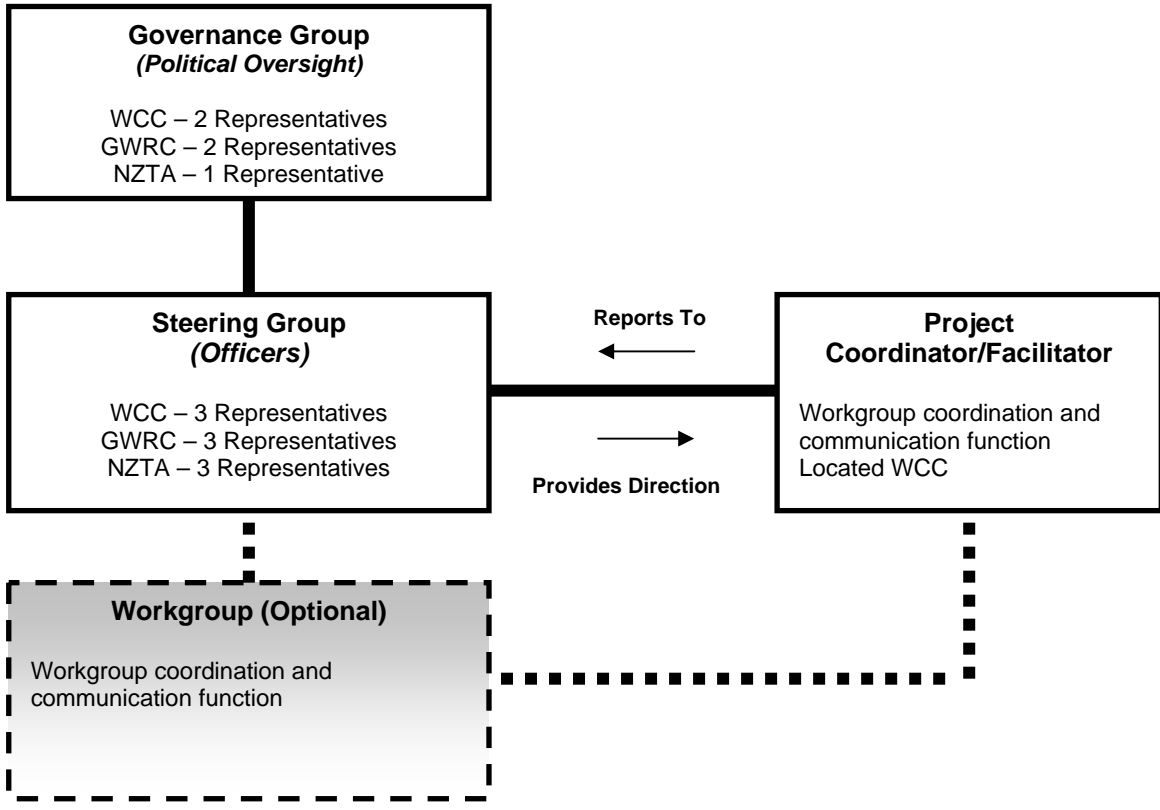 Governance Group
(Political Oversight)
WCC – 2 Representatives
GWRC – 2 Representatives
NZTA – 1 Representative
Steering Group
(Officers)
WCC – 3 Representatives
GWRC – 3 Representatives
NZTA – 3 Representatives
Reports To
Provides Direction
Project
Coordinator/Facilitator
Workgroup coordination and
communication function
Located WCC
Workgroup (Optional)
Workgroup coordination and
communication function